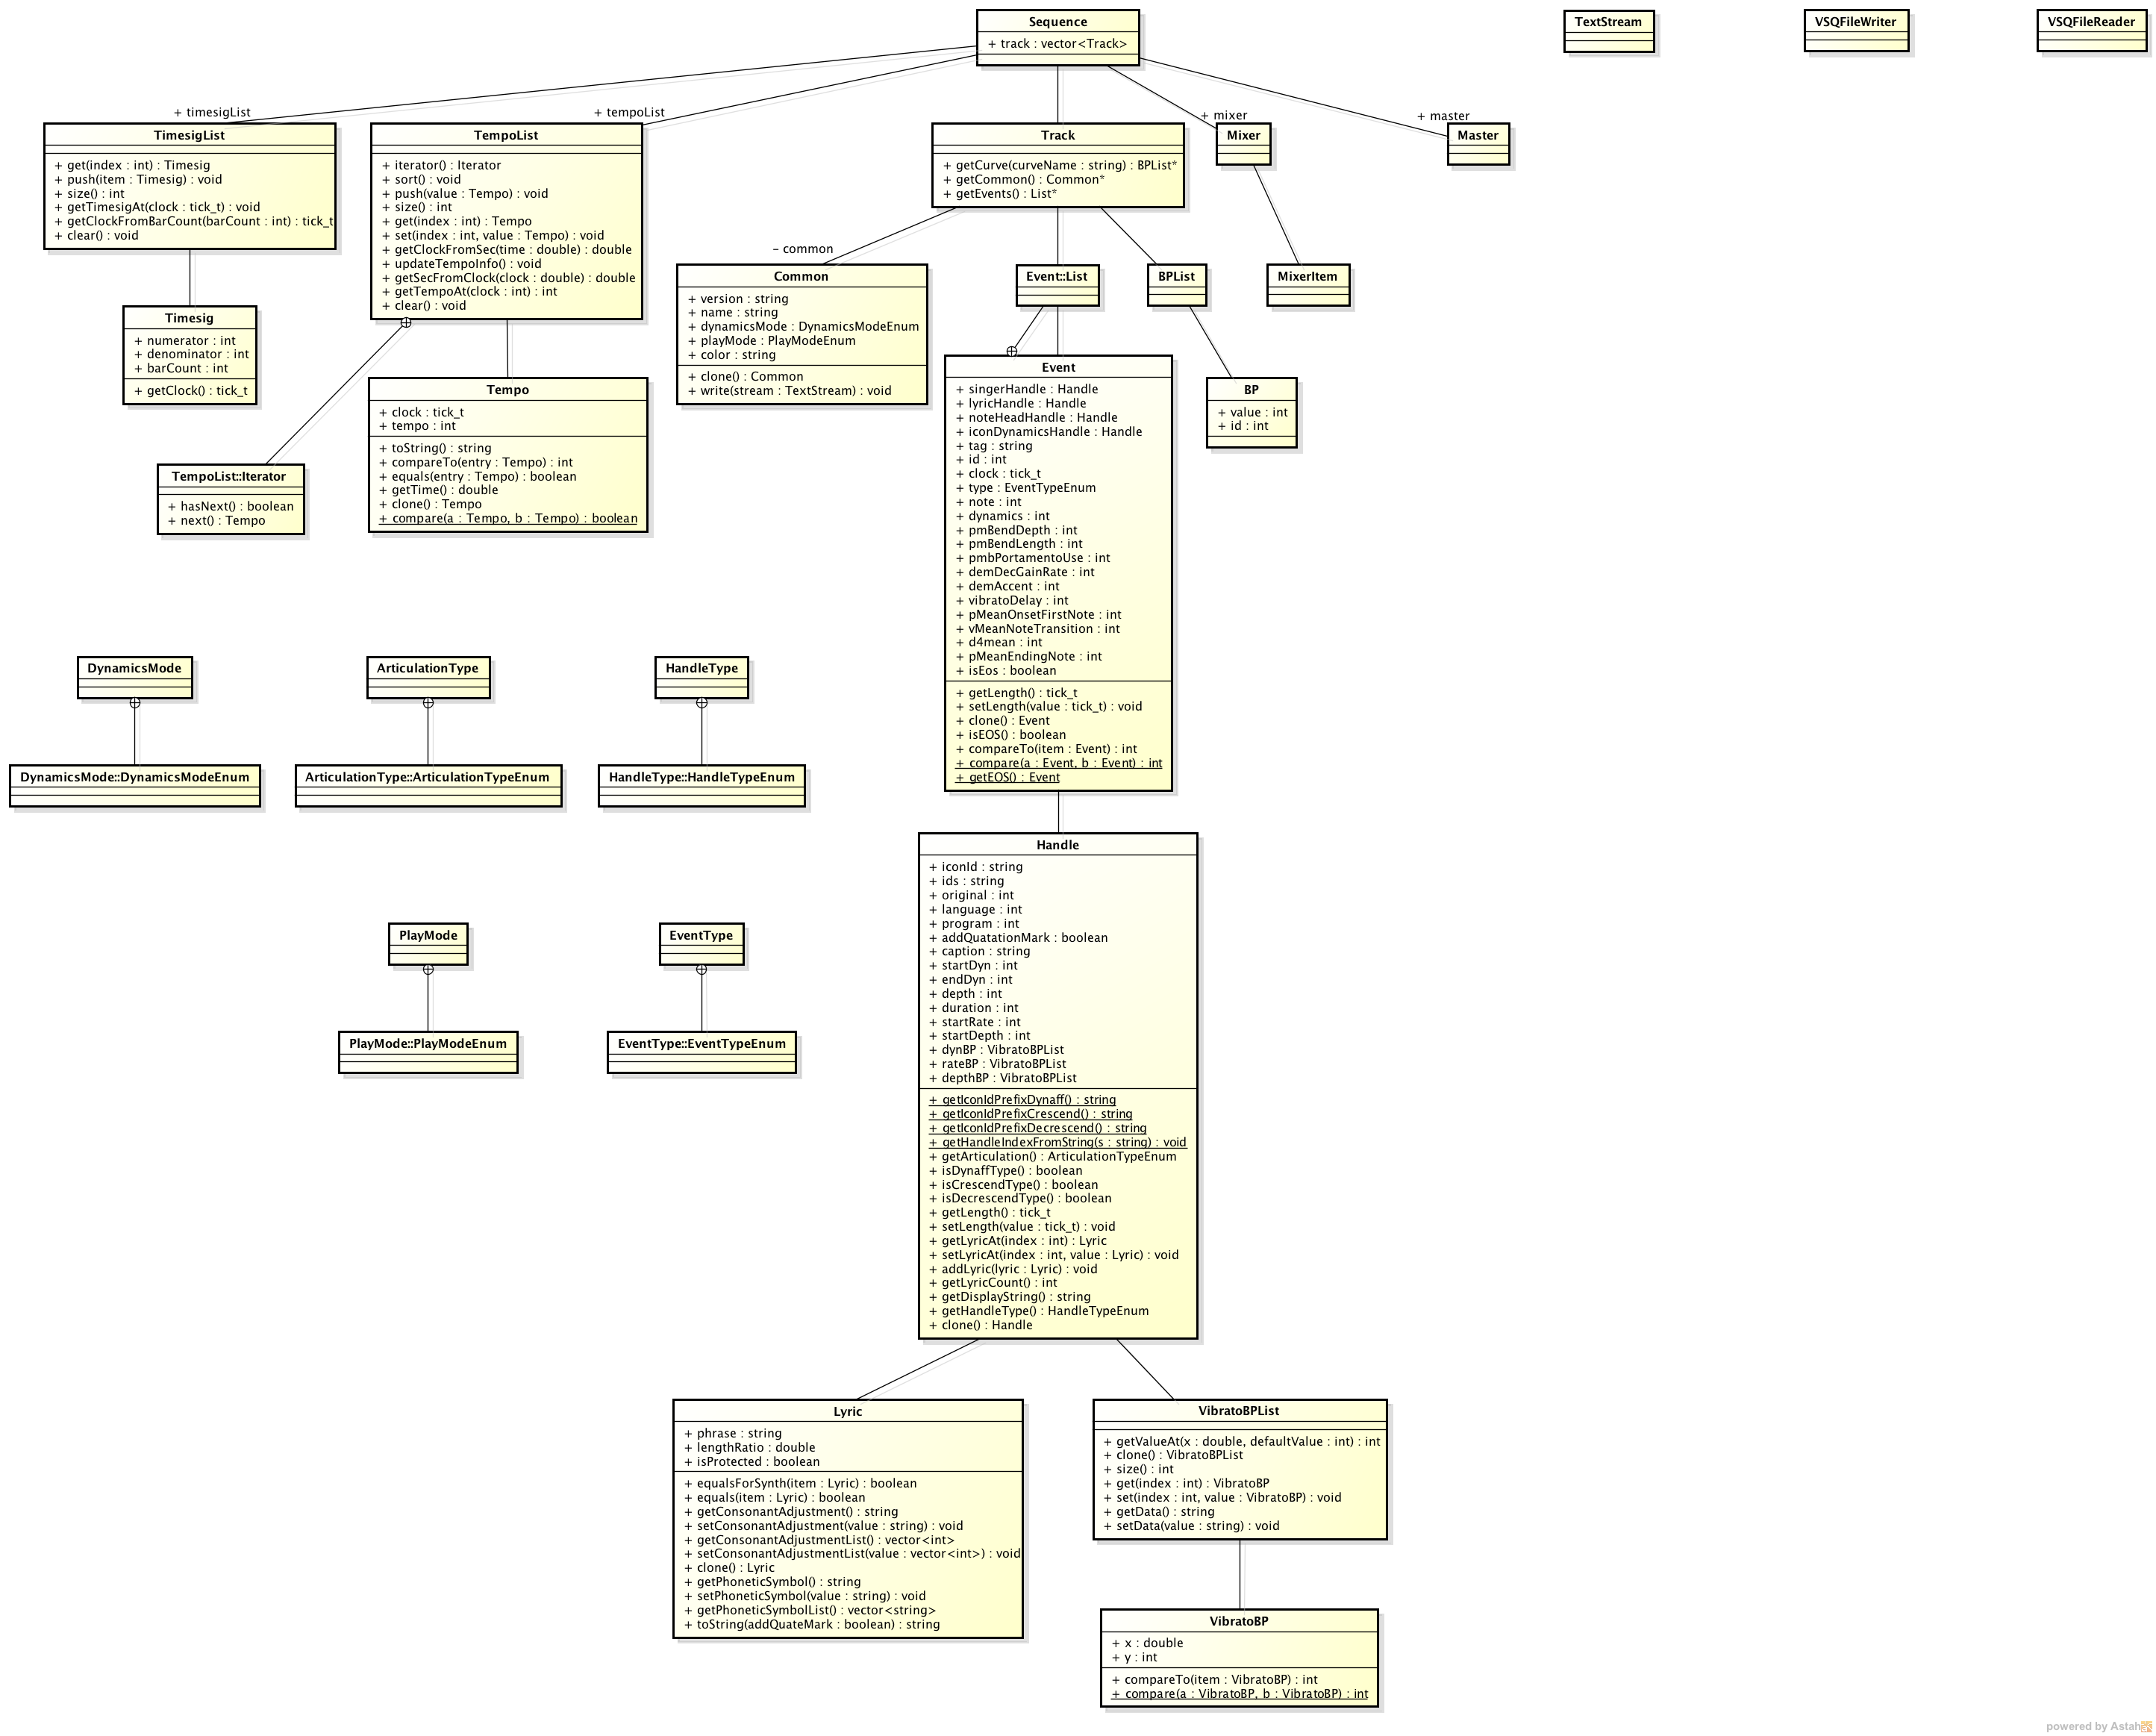 Sequence
+ track : vector<Track>
TextStream
VSQFileWriter
VSQFileReader
+ timesigList
+ tempoList
+ mixer
+ master
TimesigList
+ get(index : int) : Timesig
+ push(item : Timesig) : void
+ size() : int
+ getTimesigAt(clock : tick_t) : void
+ getClockFromBarCount(barCount : int) : tick_t
+ clear() : void
TempoList
+ iterator() : Iterator
+ sort() : void
+ push(value : Tempo) : void
+ size() : int
+ get(index : int) : Tempo
+ set(index : int, value : Tempo) : void
+ getClockFromSec(time : double) : double
+ updateTempoInfo() : void
+ getSecFromClock(clock : double) : double
+ getTempoAt(clock : int) : int
+ clear() : void
Track
+ getCurve(curveName : string) : BPList*
+ getCommon() : Common*
+ getEvents() : List*
Mixer
Master
– common
Common
+ version : string
+ name : string
+ dynamicsMode : DynamicsModeEnum
+ playMode : PlayModeEnum
+ color : string
+ clone() : Common
+ write(stream : TextStream) : void
Event::List
BPList
MixerItem
Timesig
+ numerator : int
+ denominator : int
+ barCount : int
+ getClock() : tick_t
Tempo
+ clock : tick_t
+ tempo : int
+ toString() : string
+ compareTo(entry : Tempo) : int
+ equals(entry : Tempo) : boolean
+ getTime() : double
+ clone() : Tempo
+ compare(a : Tempo, b : Tempo) : boolean
TempoList::Iterator
+ hasNext() : boolean
+ next() : Tempo
Event
+ singerHandle : Handle
+ lyricHandle : Handle
+ noteHeadHandle : Handle
+ iconDynamicsHandle : Handle
+ tag : string
+ id : int
+ clock : tick_t
+ type : EventTypeEnum
+ note : int
+ dynamics : int
+ pmBendDepth : int
+ pmBendLength : int
+ pmbPortamentoUse : int
+ demDecGainRate : int
+ demAccent : int
+ vibratoDelay : int
+ pMeanOnsetFirstNote : int
+ vMeanNoteTransition : int
+ d4mean : int
+ pMeanEndingNote : int
+ isEos : boolean
+ getLength() : tick_t
+ setLength(value : tick_t) : void
+ clone() : Event
+ isEOS() : boolean
+ compareTo(item : Event) : int
+ compare(a : Event, b : Event) : int
+ getEOS() : Event
BP
+ value : int
+ id : int
DynamicsMode
ArticulationType
HandleType
DynamicsMode::DynamicsModeEnum
ArticulationType::ArticulationTypeEnum
HandleType::HandleTypeEnum
PlayMode
EventType
PlayMode::PlayModeEnum
EventType::EventTypeEnum
Handle
+ iconId : string
+ ids : string
+ original : int
+ language : int
+ program : int
+ addQuatationMark : boolean
+ caption : string
+ startDyn : int
+ endDyn : int
+ depth : int
+ duration : int
+ startRate : int
+ startDepth : int
+ dynBP : VibratoBPList
+ rateBP : VibratoBPList
+ depthBP : VibratoBPList
+ getIconIdPrefixDynaff() : string
+ getIconIdPrefixCrescend() : string
+ getIconIdPrefixDecrescend() : string
+ getHandleIndexFromString(s : string) : void
+ getArticulation() : ArticulationTypeEnum
+ isDynaffType() : boolean
+ isCrescendType() : boolean
+ isDecrescendType() : boolean
+ getLength() : tick_t
+ setLength(value : tick_t) : void
+ getLyricAt(index : int) : Lyric
+ setLyricAt(index : int, value : Lyric) : void
+ addLyric(lyric : Lyric) : void
+ getLyricCount() : int
+ getDisplayString() : string
+ getHandleType() : HandleTypeEnum
+ clone() : Handle
Lyric
+ phrase : string
+ lengthRatio : double
+ isProtected : boolean
+ equalsForSynth(item : Lyric) : boolean
+ equals(item : Lyric) : boolean
+ getConsonantAdjustment() : string
+ setConsonantAdjustment(value : string) : void
+ getConsonantAdjustmentList() : vector<int>
+ setConsonantAdjustmentList(value : vector<int>) : void
+ clone() : Lyric
+ getPhoneticSymbol() : string
+ setPhoneticSymbol(value : string) : void
+ getPhoneticSymbolList() : vector<string>
+ toString(addQuateMark : boolean) : string
VibratoBPList
+ getValueAt(x : double, defaultValue : int) : int
+ clone() : VibratoBPList
+ size() : int
+ get(index : int) : VibratoBP
+ set(index : int, value : VibratoBP) : void
+ getData() : string
+ setData(value : string) : void
VibratoBP
+ x : double
+ y : int
+ compareTo(item : VibratoBP) : int
+ compare(a : VibratoBP, b : VibratoBP) : int
powered by Astah